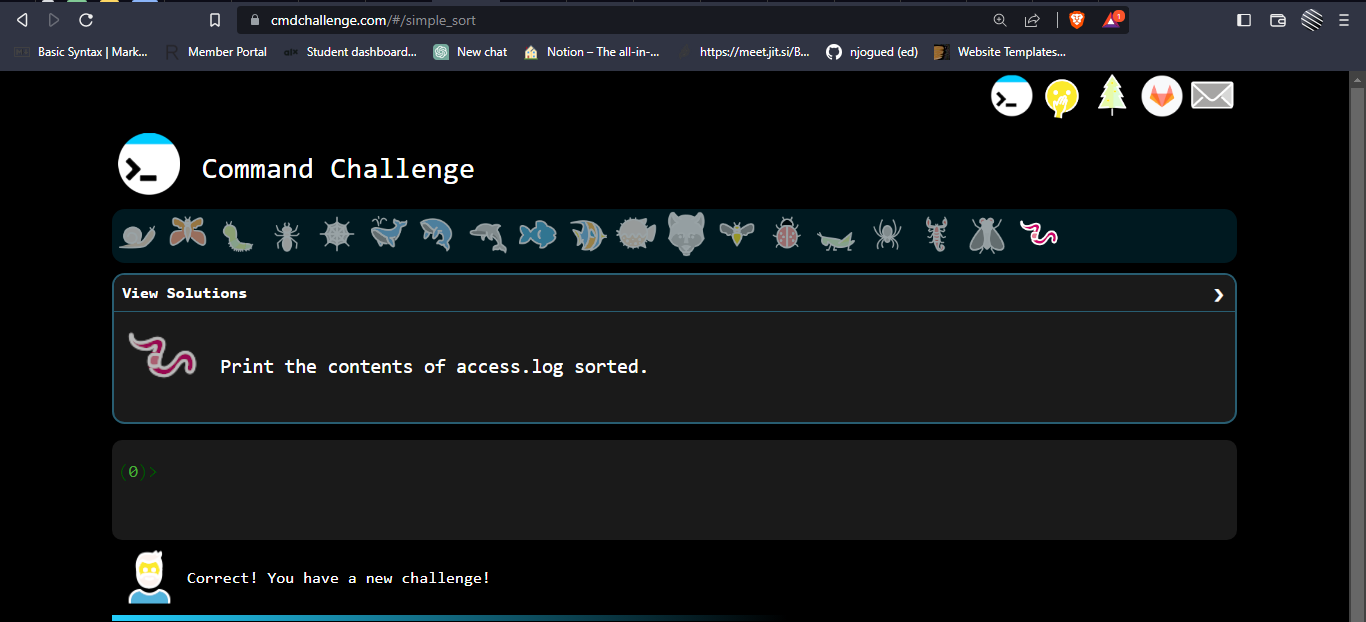 cmdchallenge.com/#/simple_sort
1
Basic Syntax | Mark...
Member Portal
Student dashboard...
New chat
Notion – The all-in-...
https://meet.jit.si/B...
njogued (ed)
Website Templates...
>_
>_ Command Challenge
View Solutions ❯
Print the contents of access.log sorted.
(0)>
Correct! You have a new challenge!